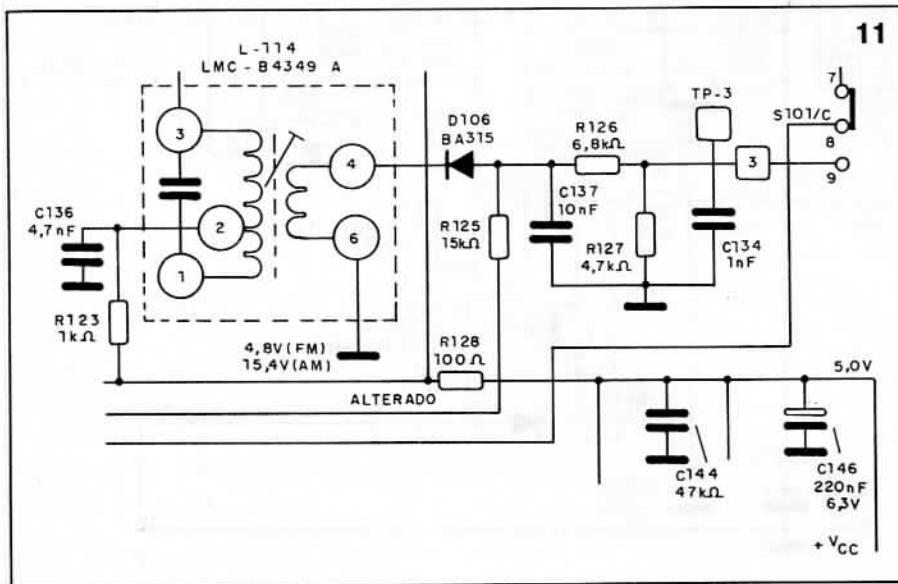 11
L-114
LMC - B4349 A
3
4
2
1
6
C136
4,7nF
R123
1kΩ
4,8V(FM)
15,4V(AM)
D106
BA315
R125
15kΩ
R126
6,8kΩ
C137
10nF
R127
4,7kΩ
TP-3
C134
1nF
3
S101/C
7
8
9
R128
100Ω
ALTERADO
5,0V
C144
47kΩ
C146
220nF
6,3V
+ VCC